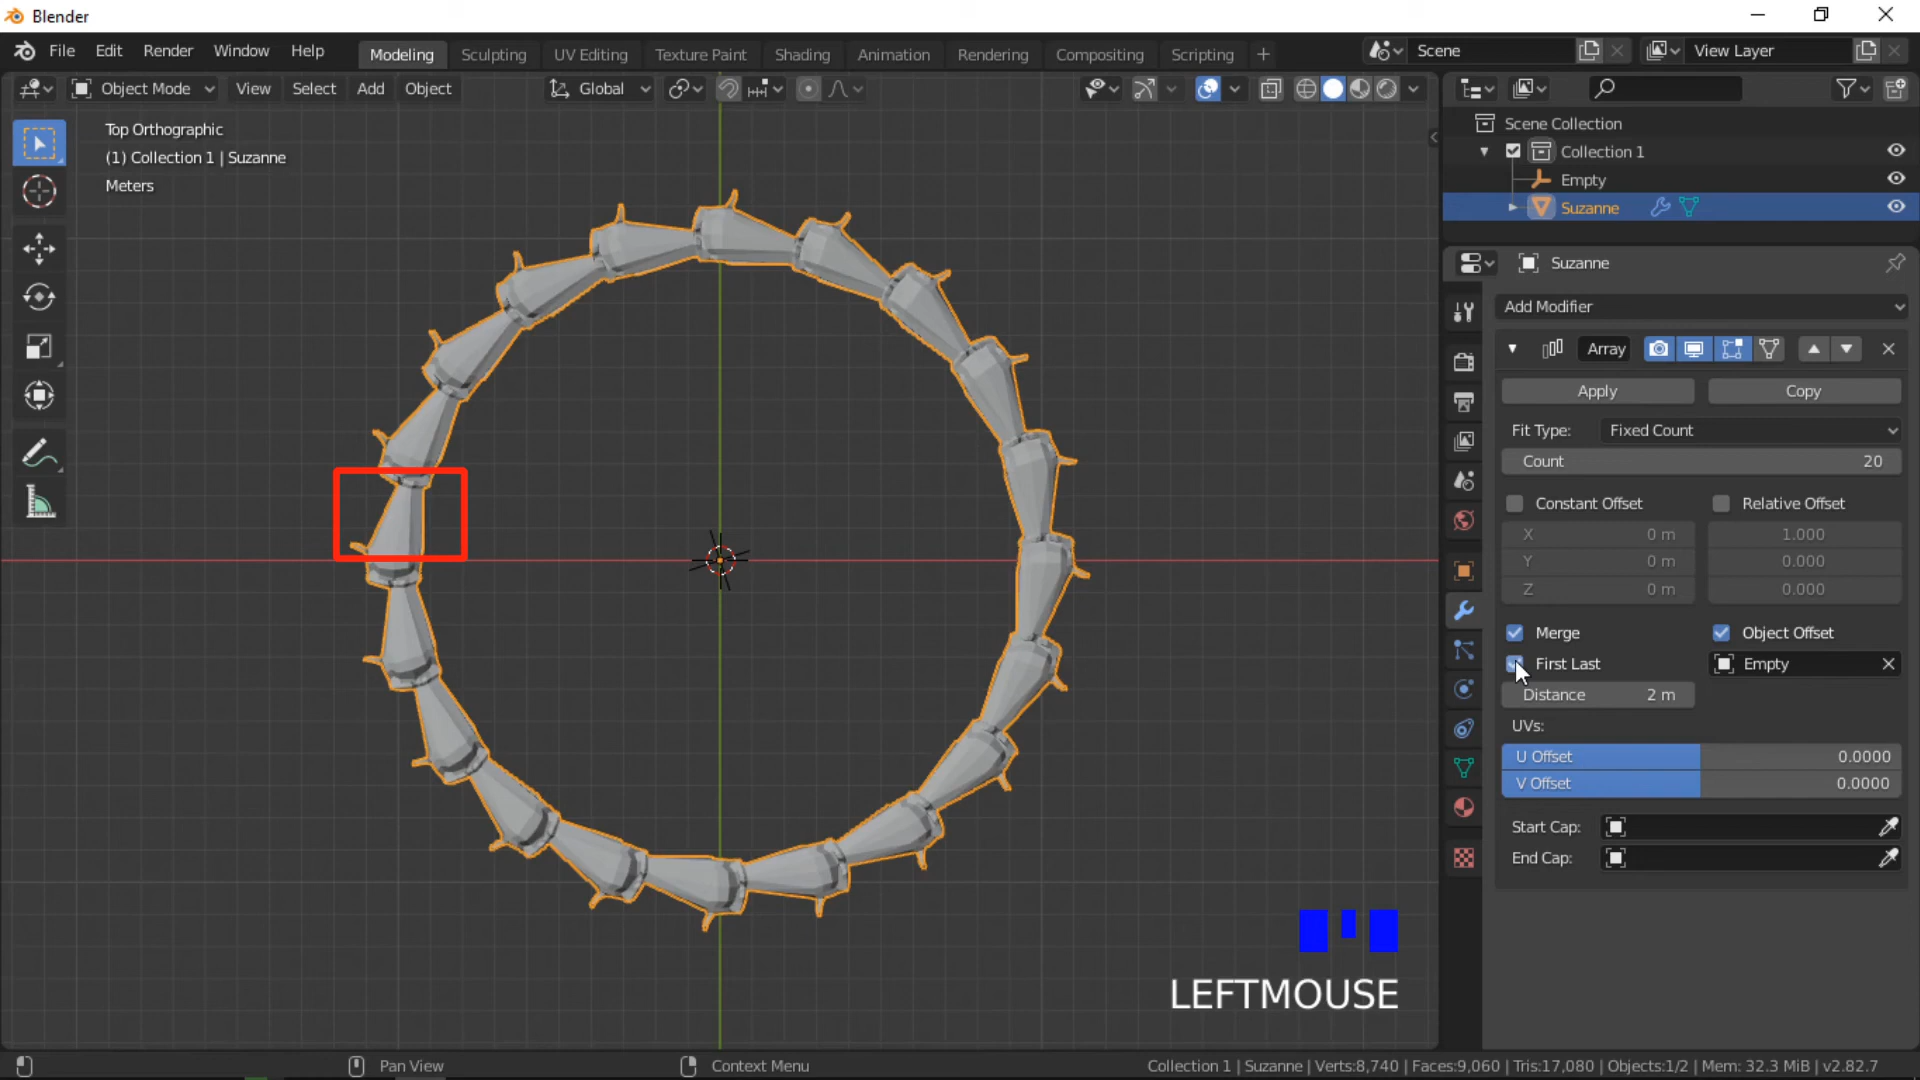 Blender
File Edit Render Window Help Modeling Sculpting UV Editing Texture Paint Shading Animation Rendering Compositing Scripting + Scene View Layer
Object Mode View Select Add Object Global
Top Orthographic
(1) Collection 1 | Suzanne
Meters
Scene Collection
Collection 1
Empty
Suzanne
Suzanne
Add Modifier
Array
Apply Copy
Fit Type: Fixed Count
Count 20
Constant Offset Relative Offset
X 0 m 1.000
Y 0 m 0.000
Z 0 m 0.000
Merge Object Offset
First Last Empty
Distance 2 m
UVs:
U Offset 0.0000
V Offset 0.0000
Start Cap:
End Cap:
LEFTMOUSE
Pan View Context Menu Collection 1 | Suzanne | Verts:8,740 | Faces:9,060 | Tris:17,080 | Objects:1/2 | Mem: 32.3 MiB | v2.82.7